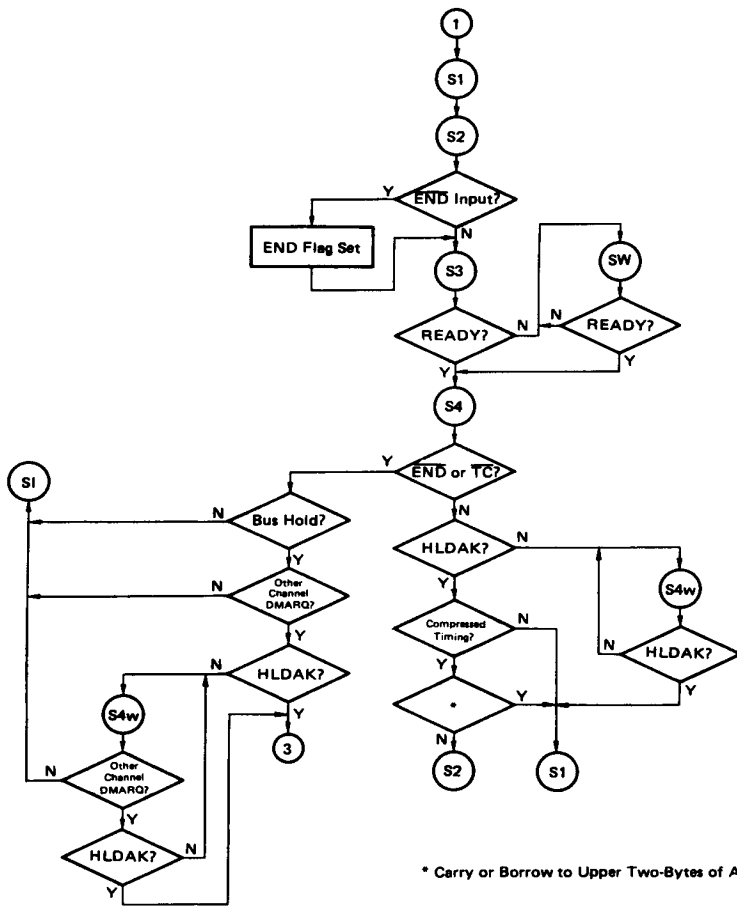 1
S1
S2
Y
END Input?
N
END Flag Set
S3
SW
READY?
N
N
READY?
Y
Y
S4
Y
END or TC?
SI
N
N
Bus Hold?
N
HLDAK?
N
Y
Y
N
Other
Channel
DMARQ?
S4w
Compressed
Timing?
N
Y
Y
N
HLDAK?
N
HLDAK?
S4w
*
Y
Y
Y
3
N
S2
S1
N
Other
Channel
DMARQ?
Y
HLDAK?
N
Y
* Carry or Borrow to Upper Two-Bytes of A